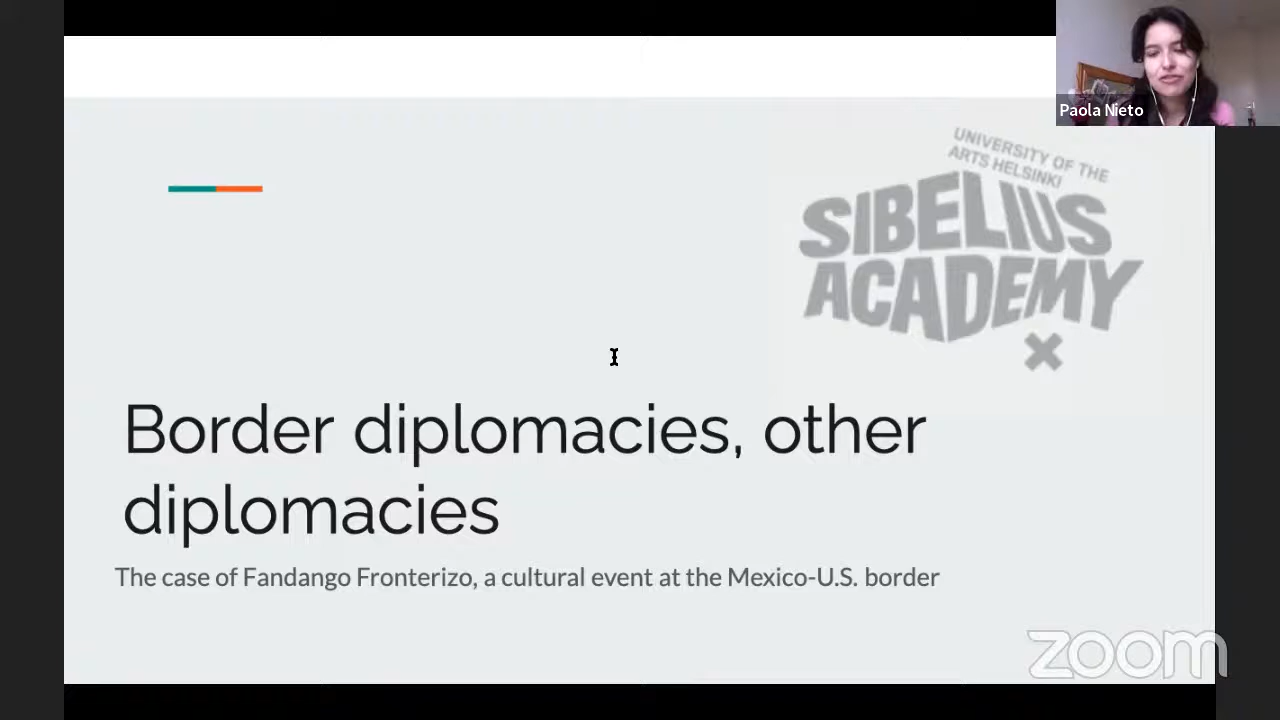 Paola Nieto
UNIVERSITY OF THE
ARTS HELSINKI
SIBELIUS
ACADEMY
Border diplomacies, other
diplomacies
The case of Fandango Fronterizo, a cultural event at the Mexico-U.S. border
zoom